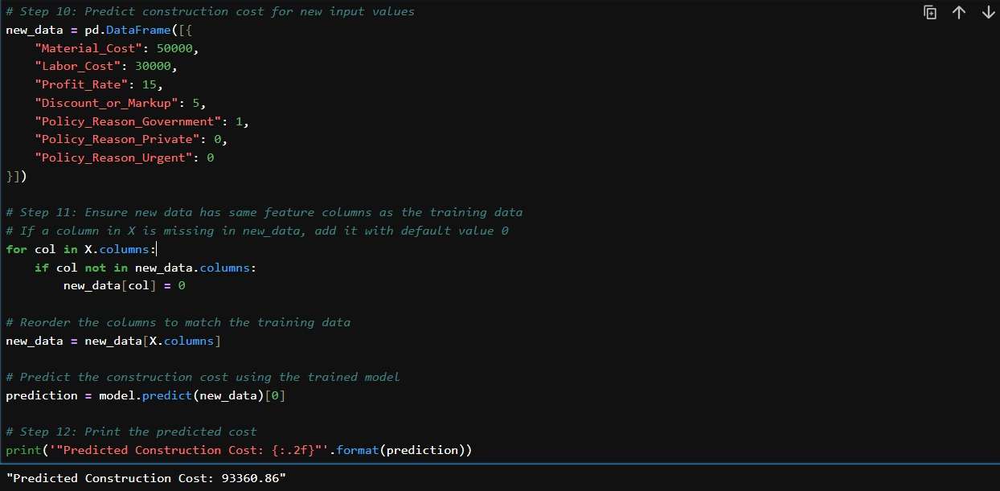 # Step 10: Predict construction cost for new input values
new_data = pd.DataFrame([{
    "Material_Cost": 50000,
    "Labor_Cost": 30000,
    "Profit_Rate": 15,
    "Discount_or_Markup": 5,
    "Policy_Reason_Government": 1,
    "Policy_Reason_Private": 0,
    "Policy_Reason_Urgent": 0
}])
# Step 11: Ensure new data has same feature columns as the training data
# If a column in X is missing in new_data, add it with default value 0
for col in X.columns:
    if col not in new_data.columns:
        new_data[col] = 0
# Reorder the columns to match the training data
new_data = new_data[X.columns]
# Predict the construction cost using the trained model
prediction = model.predict(new_data)[0]
# Step 12: Print the predicted cost
print('"Predicted Construction Cost: {:.2f}"'.format(prediction))
"Predicted Construction Cost: 93360.86"